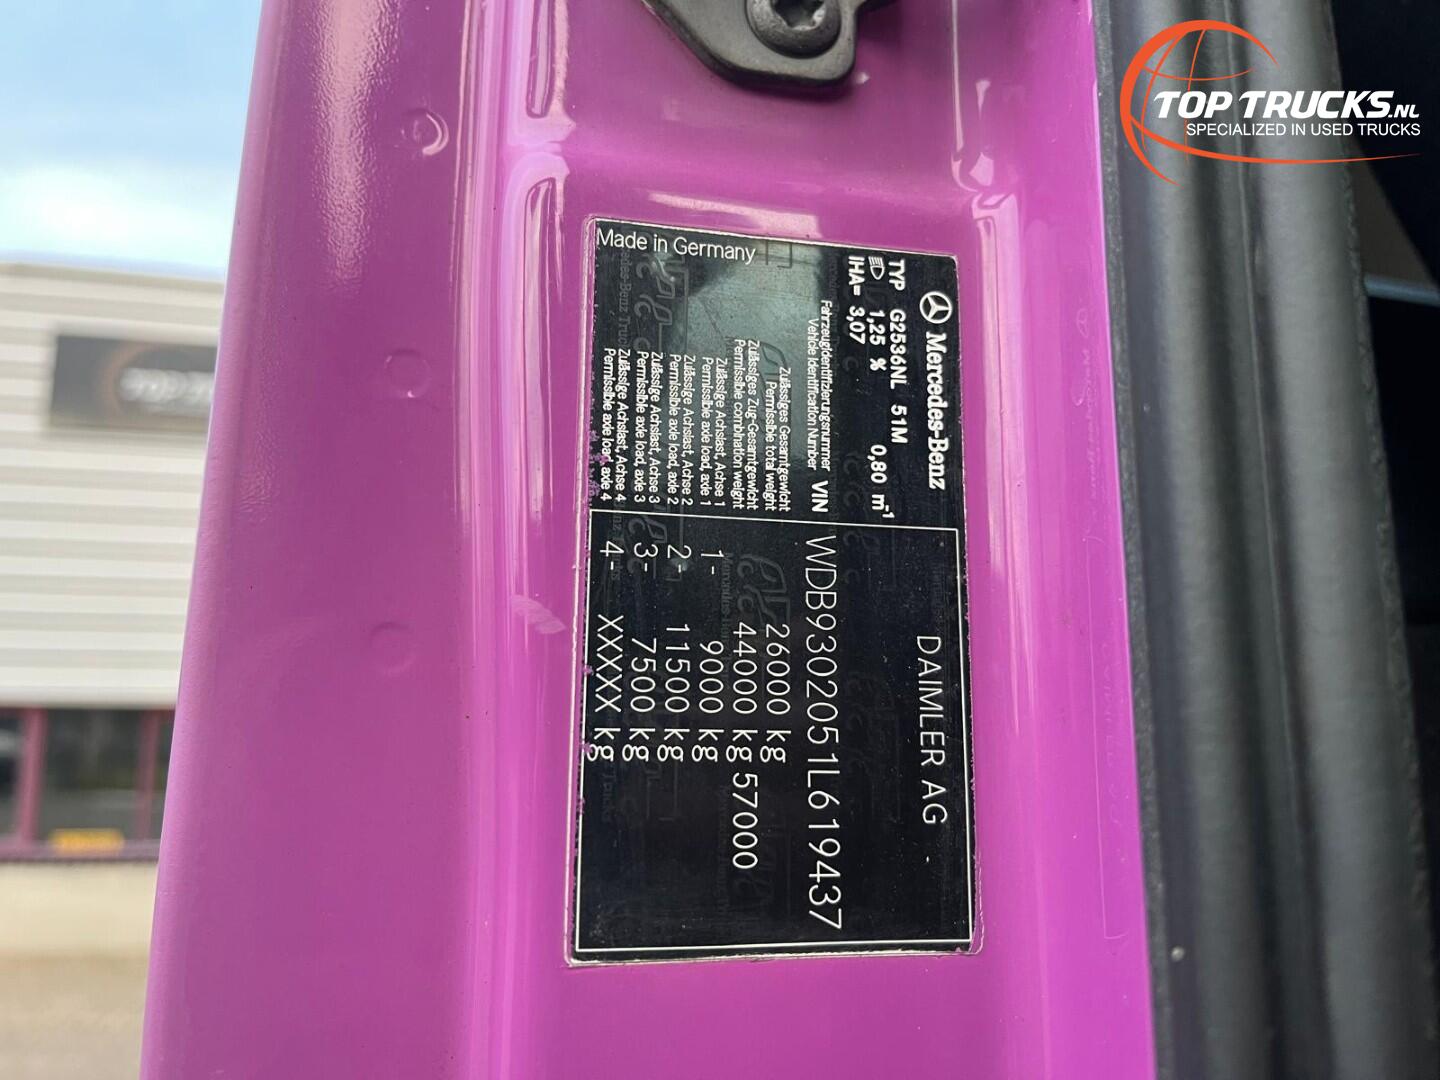 TOP TRUCKS.NL
SPECIALIZED IN USED TRUCKS
Mercedes-Benz
DAIMLER AG
TYP G2536NL 51M
1,25 % 0,80 m⁻¹
IHA= 3,07
Fahrzeugidentifizierungsnummer
Vehicle Identification Number VIN WDB9302051L619437
Zulässiges Gesamtgewicht
Permissible total weight 26000 kg
Zulässiges Zug-Gesamtgewicht
Permissible combination weight 44000 kg 57000
Zulässige Achslast, Achse 1
Permissible axle load, axle 1 1- 9000 kg
Zulässige Achslast, Achse 2
Permissible axle load, axle 2 2- 11500 kg
Zulässige Achslast, Achse 3
Permissible axle load, axle 3 3- 7500 kg
Zulässige Achslast, Achse 4
Permissible axle load, axle 4 4- XXXXX kg
Made in Germany